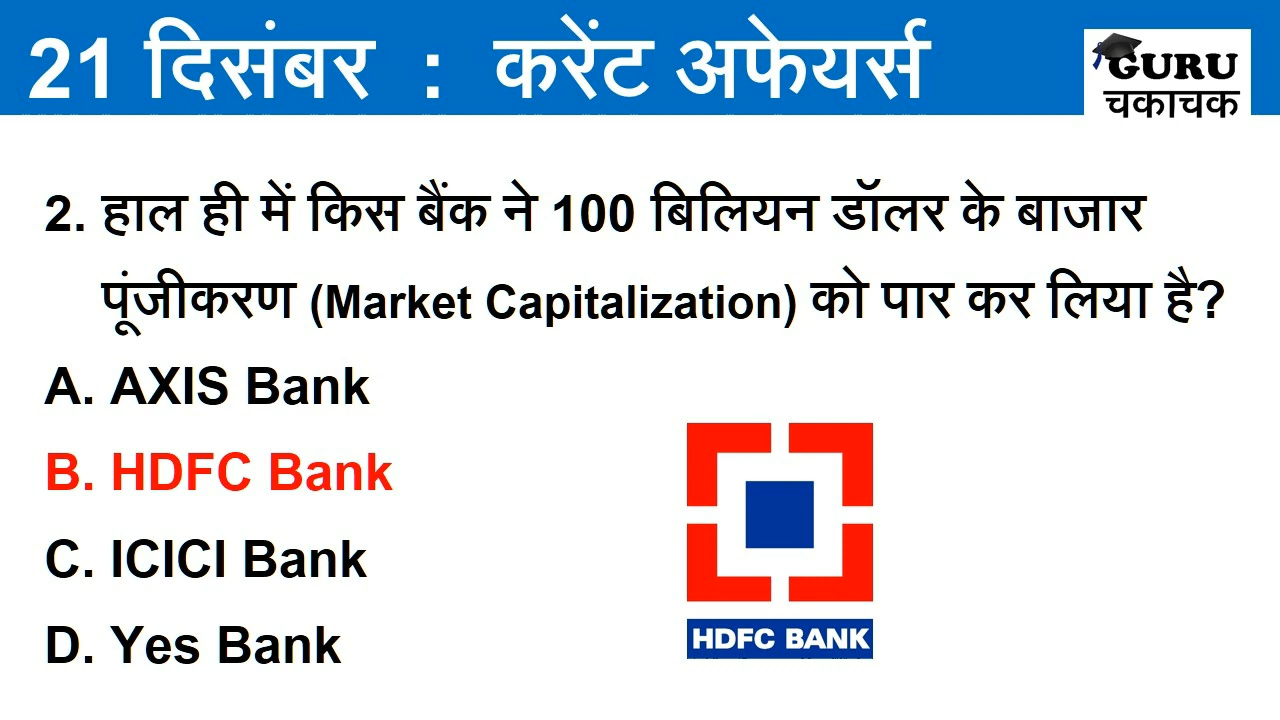 21 दिसंबर : करेंट अफेयर्स
GURU
चकाचक
2. हाल ही में किस बैंक ने 100 बिलियन डॉलर के बाजार
पूंजीकरण (Market Capitalization) को पार कर लिया है?
A. AXIS Bank
B. HDFC Bank
C. ICICI Bank
D. Yes Bank
HDFC BANK